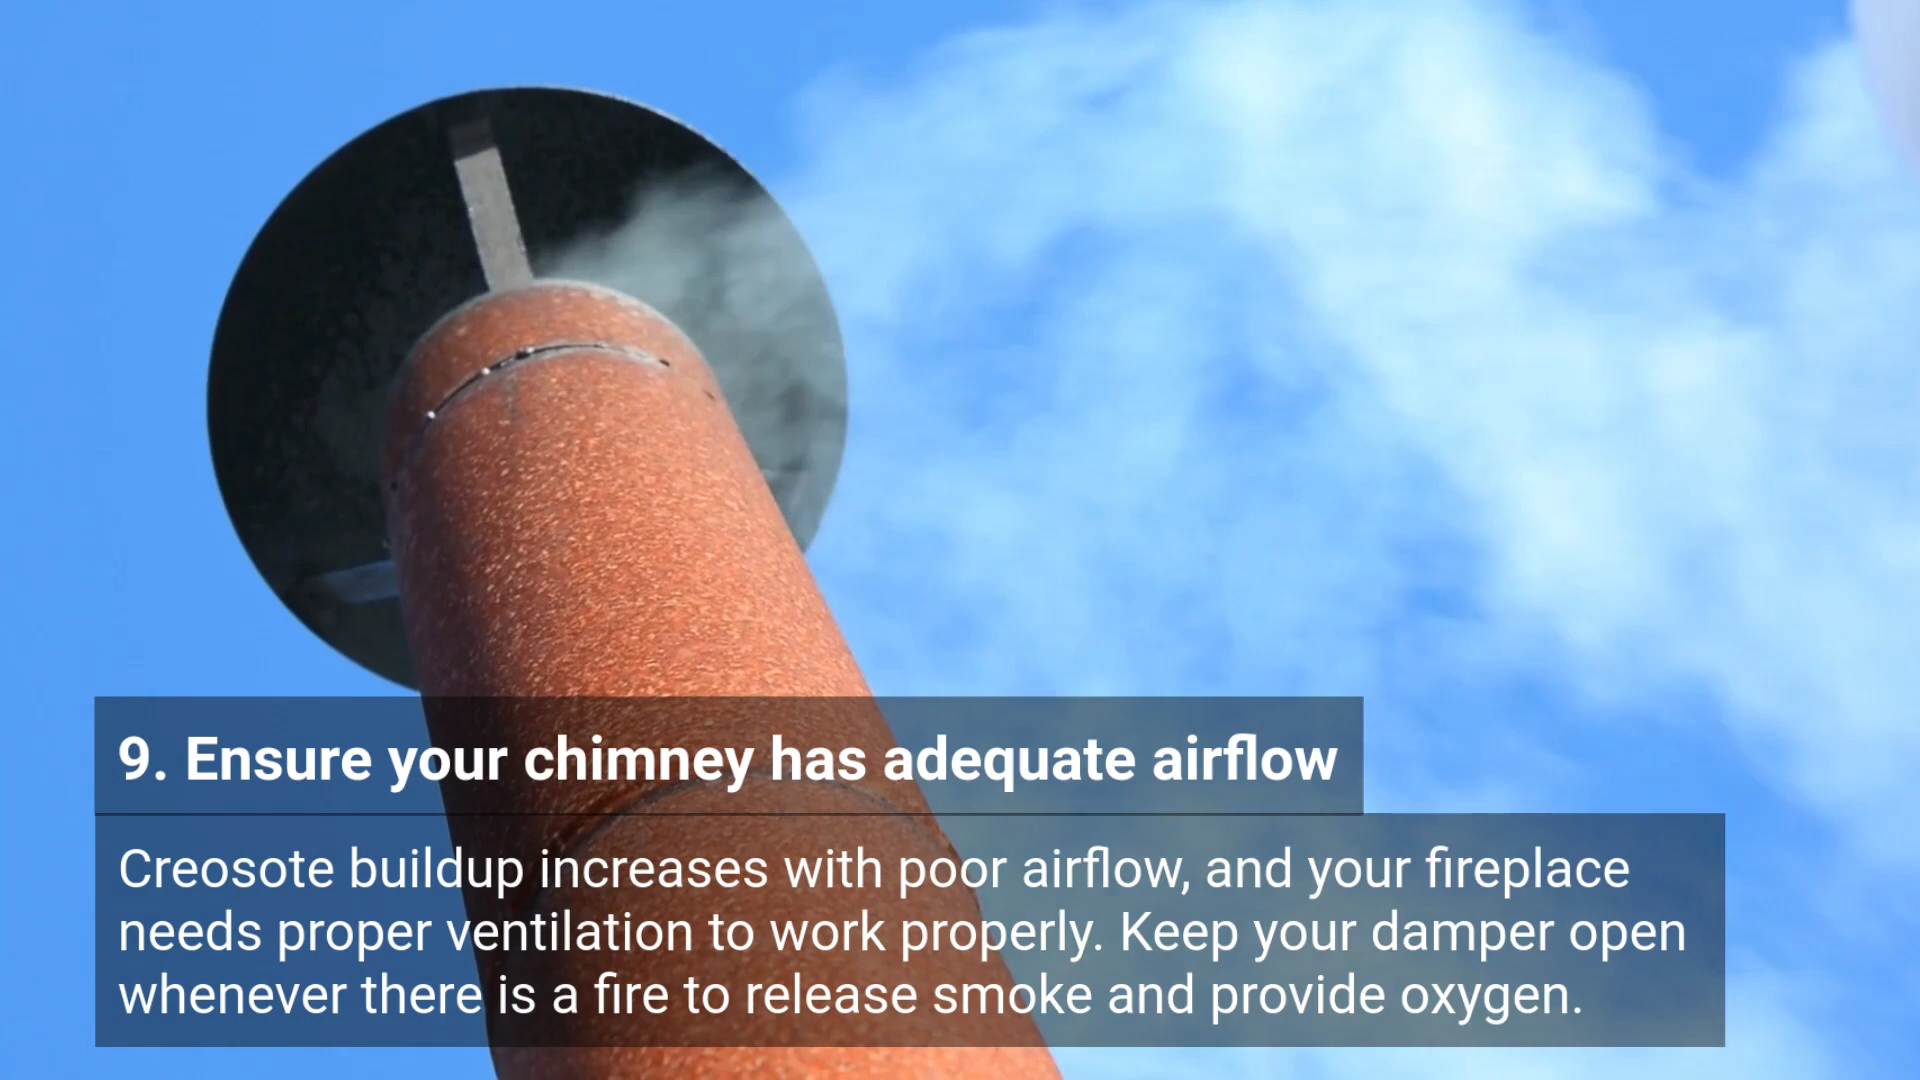 9. Ensure your chimney has adequate airflow
Creosote buildup increases with poor airflow, and your fireplace
needs proper ventilation to work properly. Keep your damper open
whenever there is a fire to release smoke and provide oxygen.